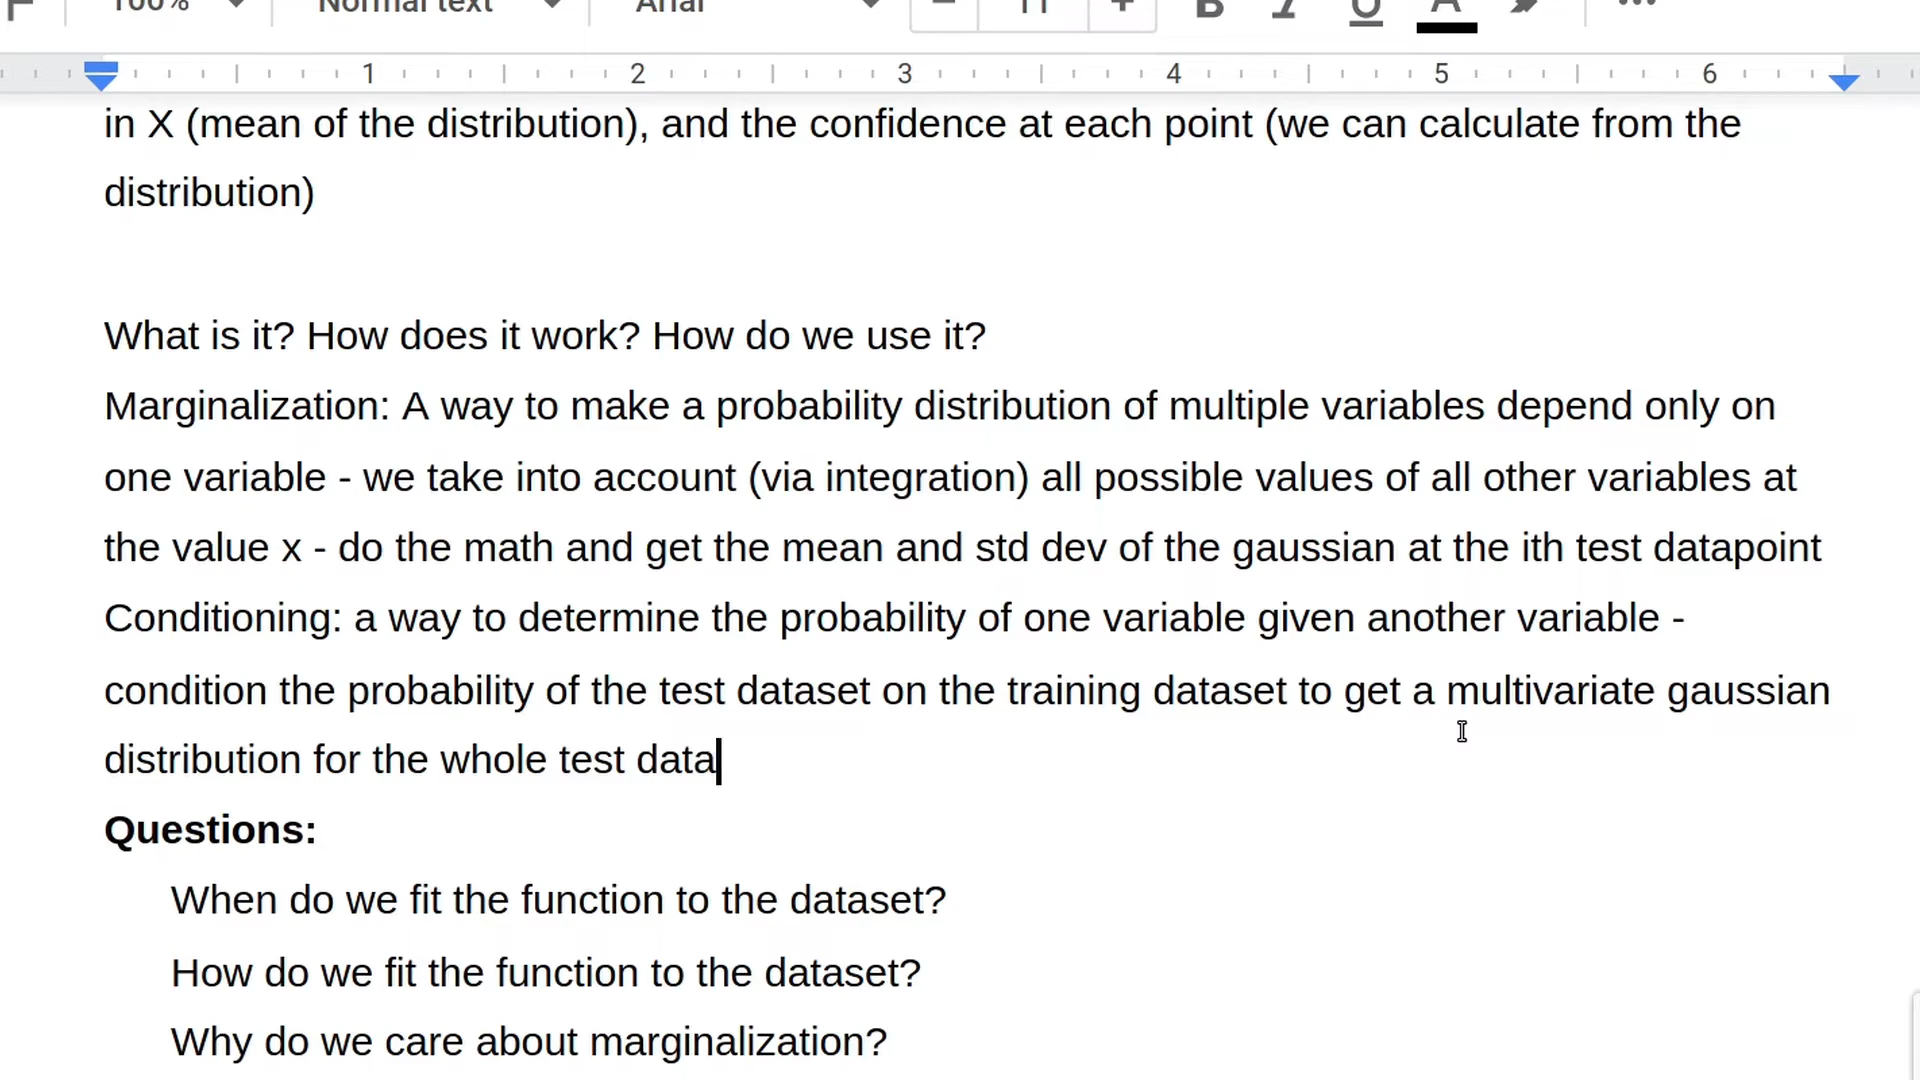 100% Normal text Arial 11 B I U A
1 2 3 4 5 6
in X (mean of the distribution), and the confidence at each point (we can calculate from the
distribution)
What is it? How does it work? How do we use it?
Marginalization: A way to make a probability distribution of multiple variables depend only on
one variable - we take into account (via integration) all possible values of all other variables at
the value x - do the math and get the mean and std dev of the gaussian at the ith test datapoint
Conditioning: a way to determine the probability of one variable given another variable -
condition the probability of the test dataset on the training dataset to get a multivariate gaussian
distribution for the whole test data
Questions:
When do we fit the function to the dataset?
How do we fit the function to the dataset?
Why do we care about marginalization?